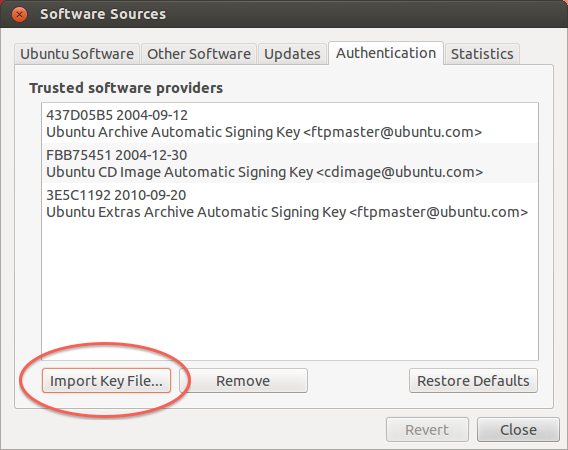 Software Sources
Ubuntu Software Other Software Updates Authentication Statistics
Trusted software providers
437D05B5 2004-09-12
Ubuntu Archive Automatic Signing Key <ftpmaster@ubuntu.com>
FBB75451 2004-12-30
Ubuntu CD Image Automatic Signing Key <cdimage@ubuntu.com>
3E5C1192 2010-09-20
Ubuntu Extras Archive Automatic Signing Key <ftpmaster@ubuntu.com>
Import Key File... Remove Restore Defaults
Revert Close